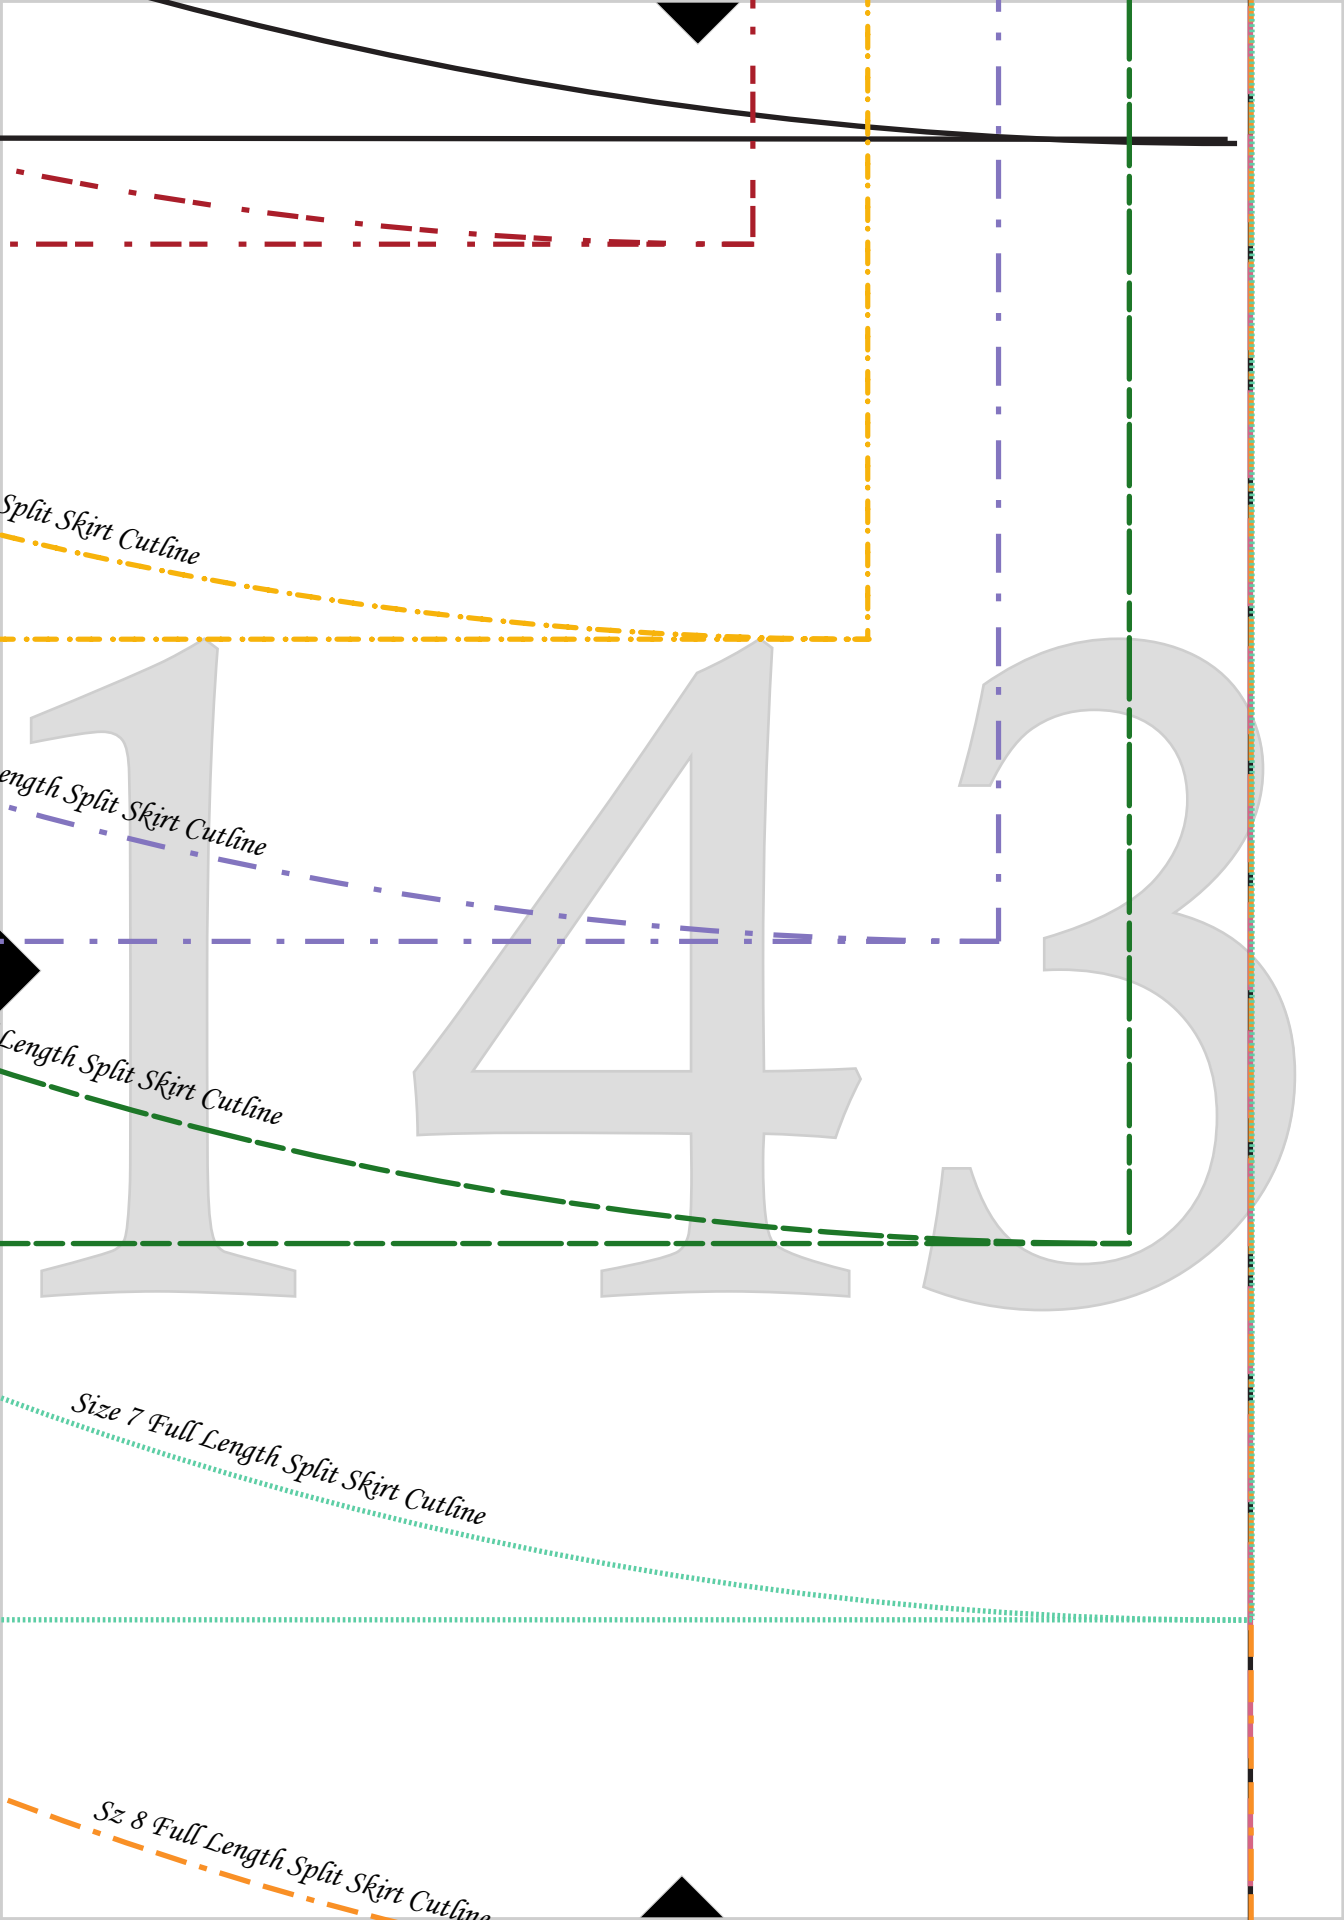 Split Skirt Cutline
143
ength Split Skirt Cutline
Length Split Skirt Cutline
Size 7 Full Length Split Skirt Cutline
Sz 8 Full Length Split Skirt Cutline